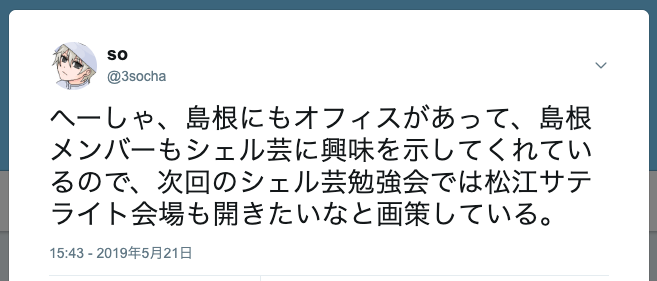 so
@3socha
へーしゃ、島根にもオフィスがあって、島根
メンバーもシェル芸に興味を示してくれてい
るので、次回のシェル芸勉強会では松江サテ
ライト会場も開きたいなと画策している。
15:43 - 2019年5月21日